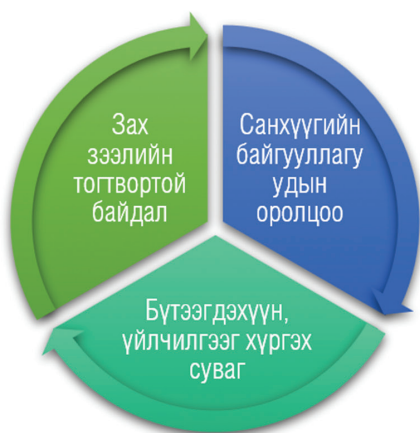 Зах
зээлийн
тогтвортой
байдал
Санхүүгийн
байгууллагу
удын
оролцоо
Бүтээгдэхүүн,
үйлчилгээг хүргэх
суваг